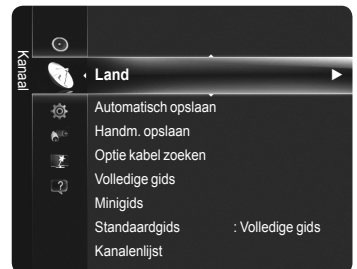 Kanaal
Land
Automatisch opslaan
Handm. opslaan
Optie kabel zoeken
Volledige gids
Minigids
Standaardgids : Volledige gids
Kanalenlijst